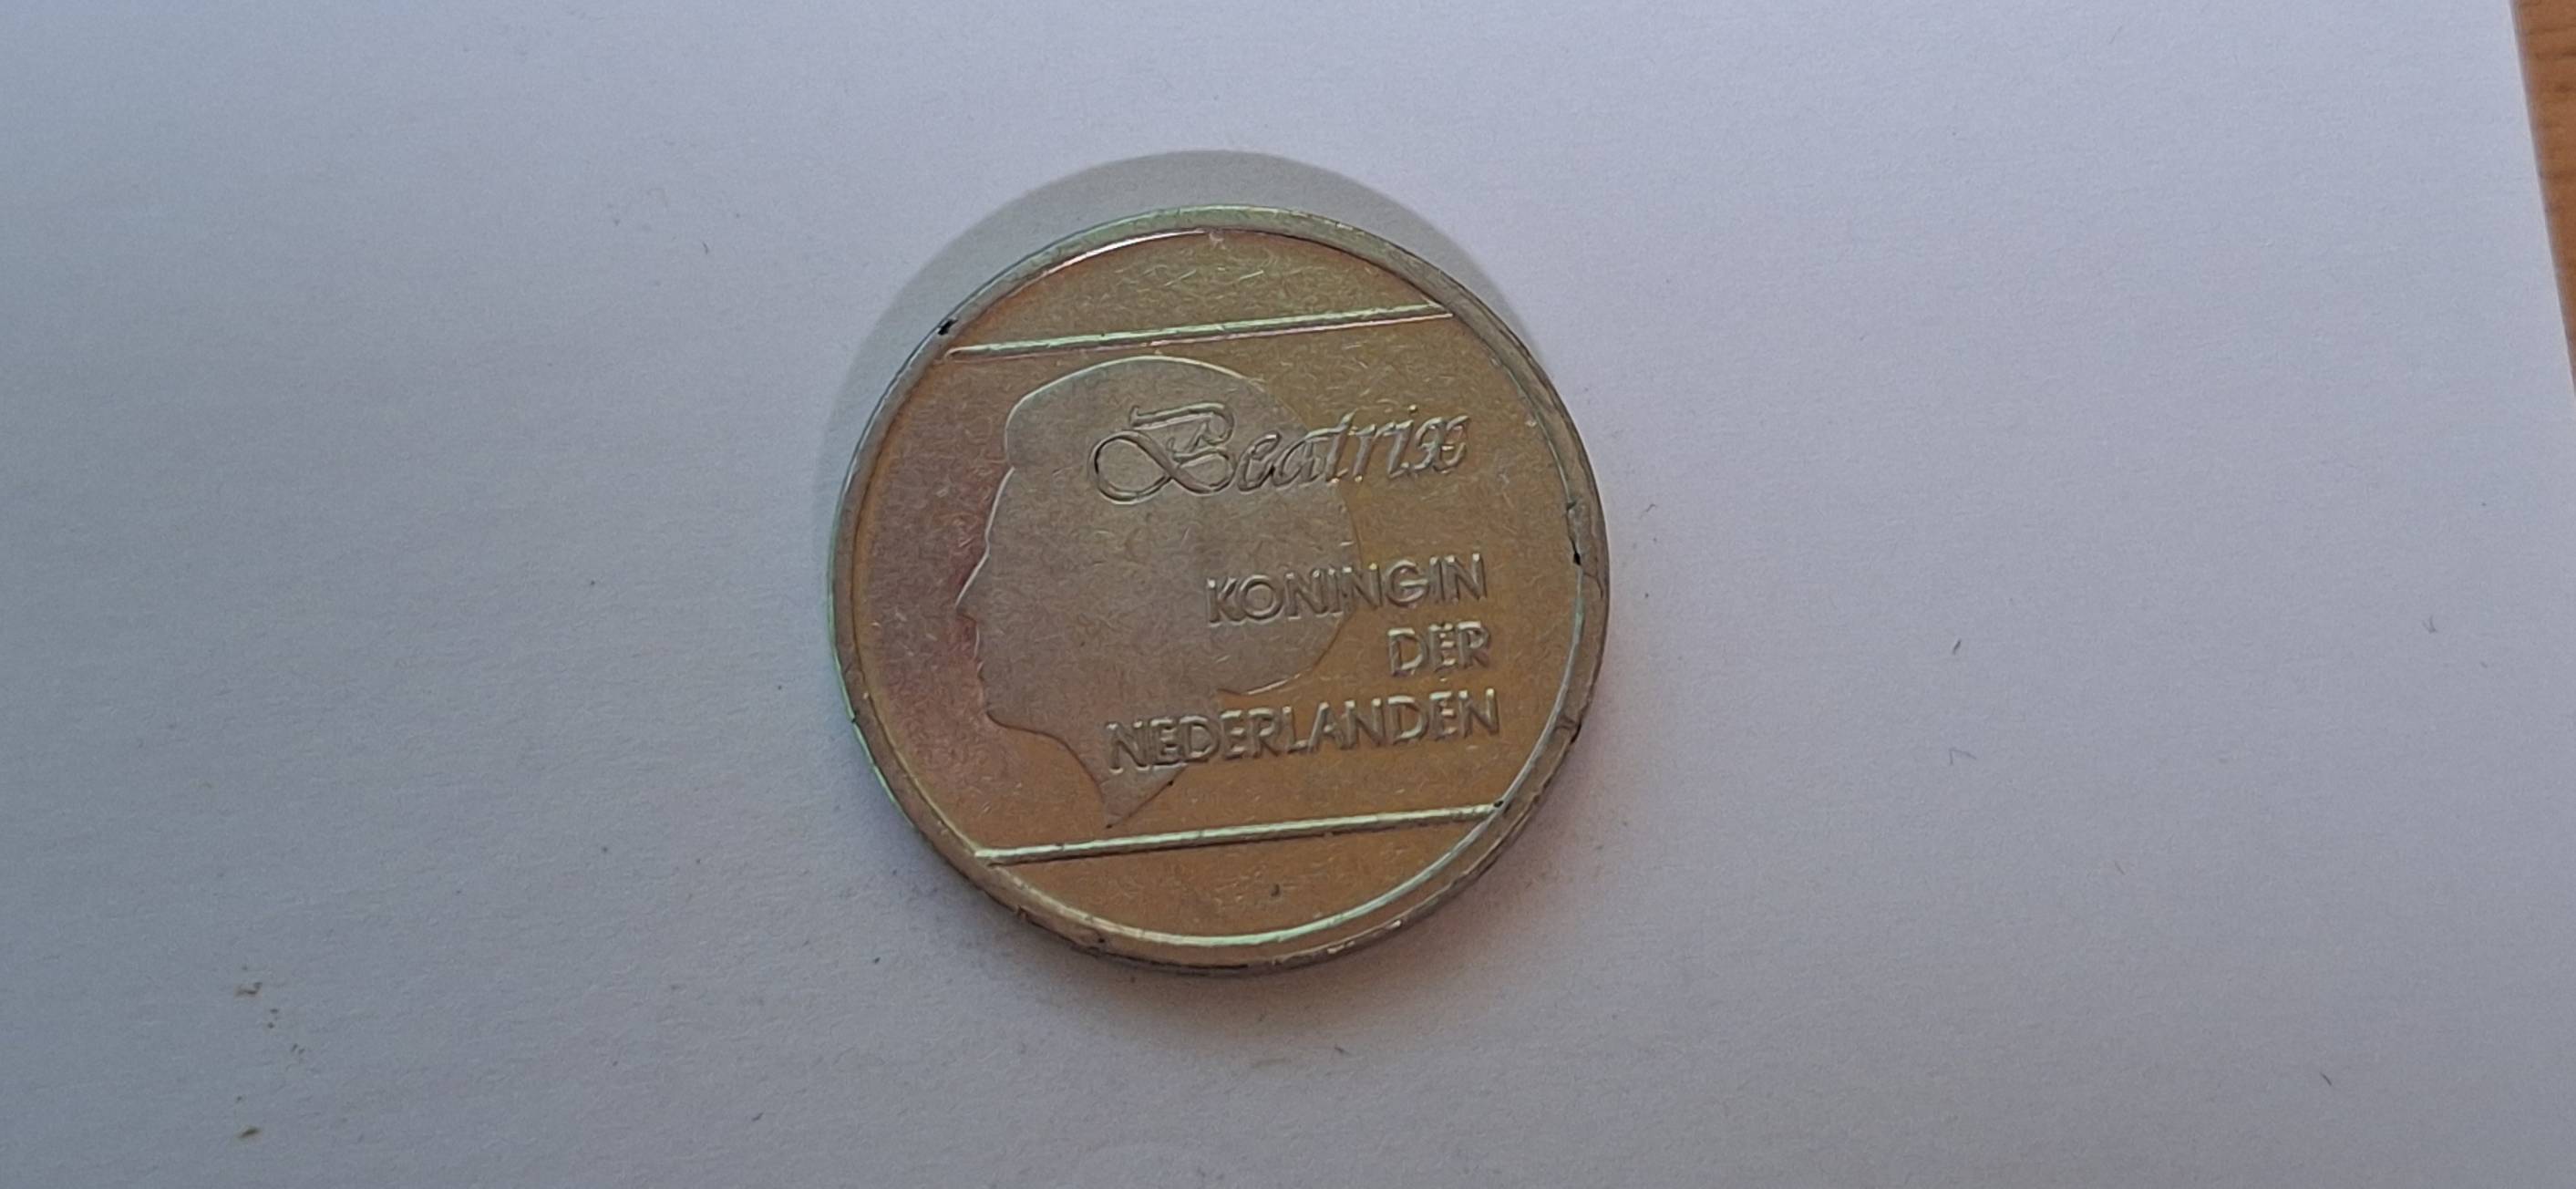 Beatrix
KONINGIN
DER
NEDERLANDEN